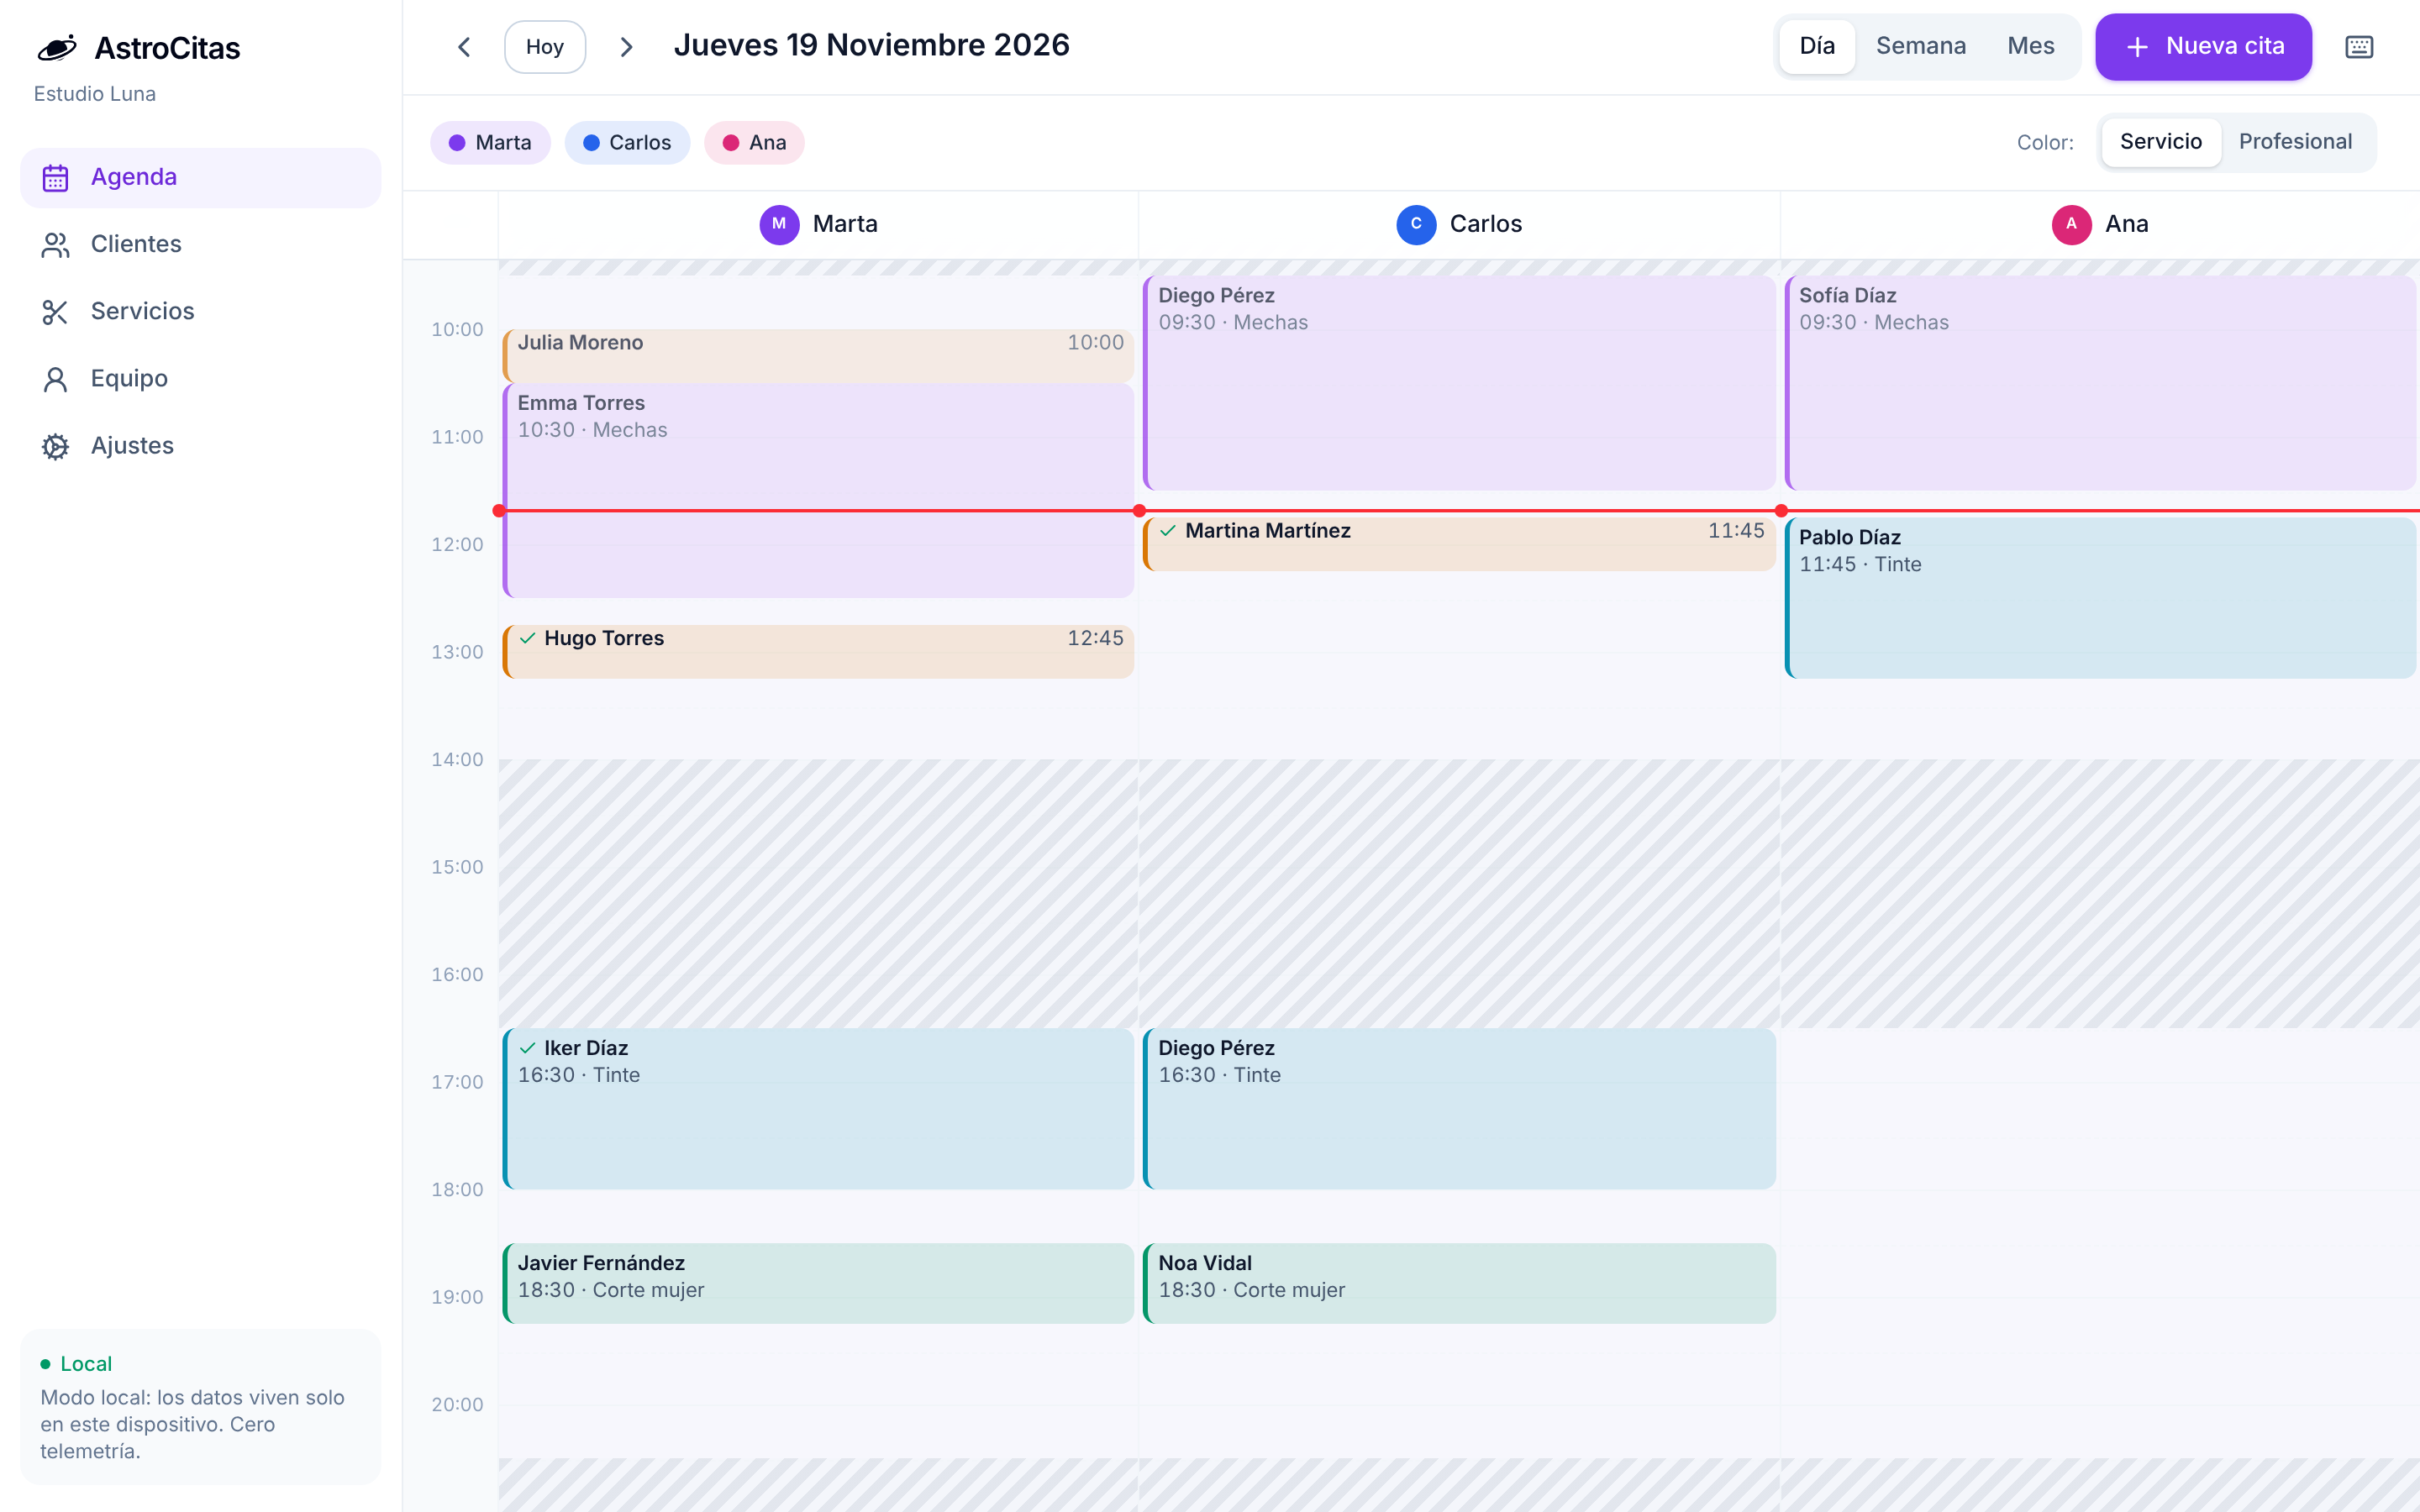 AstroCitas
Estudio Luna
Agenda
Clientes
Servicios
Equipo
Ajustes
Local
Modo local: los datos viven solo
en este dispositivo. Cero
telemetría.
Hoy
Jueves 19 Noviembre 2026
Día
Semana
Mes
Nueva cita
Marta
Carlos
Ana
Color:
Servicio
Profesional
M Marta
C Carlos
A Ana
10:00
11:00
12:00
13:00
14:00
15:00
16:00
17:00
18:00
19:00
20:00
Julia Moreno 10:00
Emma Torres
10:30 · Mechas
Hugo Torres 12:45
Iker Díaz
16:30 · Tinte
Javier Fernández
18:30 · Corte mujer
Diego Pérez
09:30 · Mechas
Martina Martínez 11:45
Diego Pérez
16:30 · Tinte
Noa Vidal
18:30 · Corte mujer
Sofía Díaz
09:30 · Mechas
Pablo Díaz
11:45 · Tinte